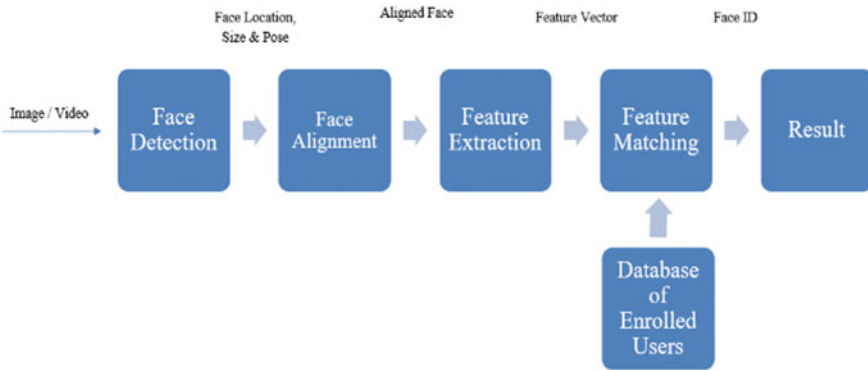 Face Location,
Size & Pose
Aligned Face
Feature Vector
Face ID
Image / Video
Face
Detection
Face
Alignment
Feature
Extraction
Feature
Matching
Result
Database
of
Enrolled
Users